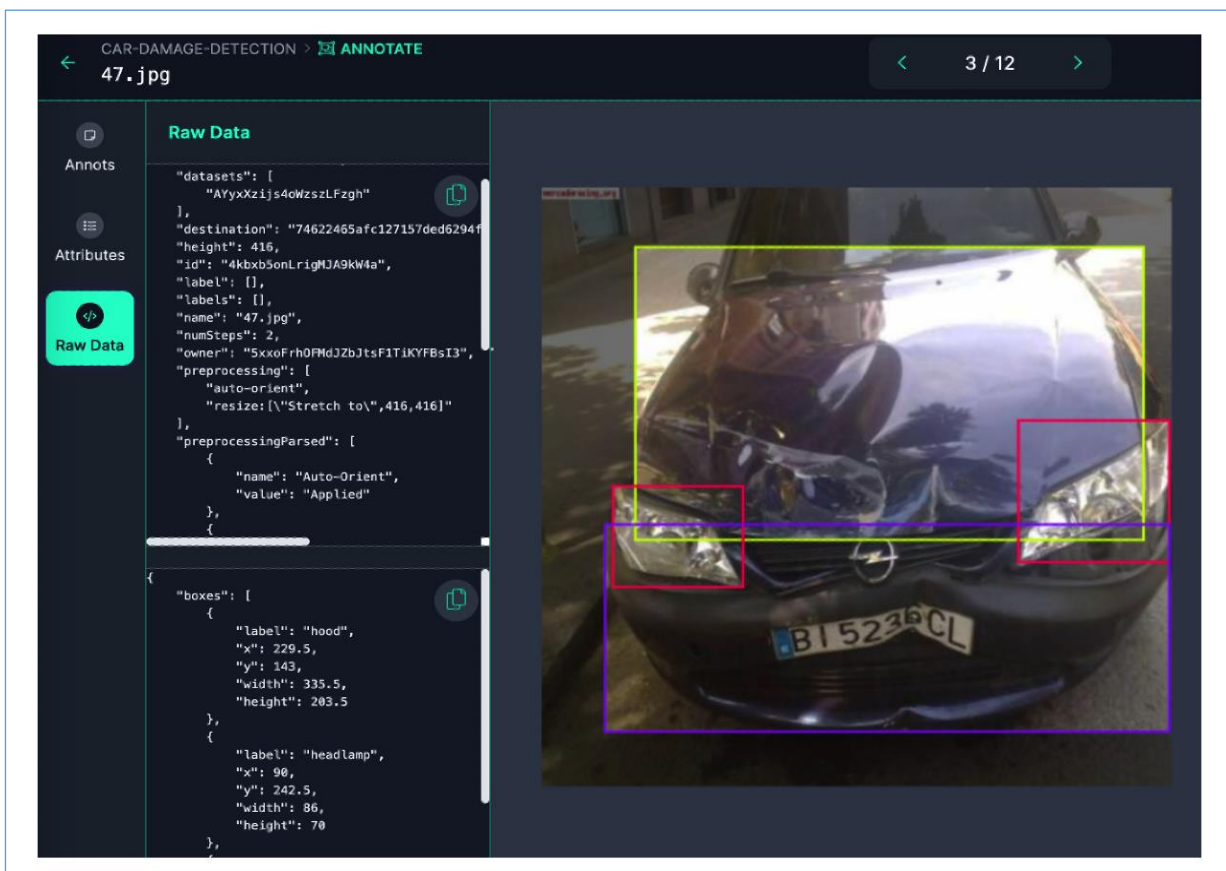 CAR-DAMAGE-DETECTION > ANNOTATE
47.jpg
3 / 12
Annots
Attributes
Raw Data
Raw Data
"datasets": [
"AYyxXzijs4oWzszLFzgh"
],
"destination": "74622465afc127157ded6294f
"height": 416,
"id": "4kbxb5onLrigMJA9kW4a",
"label": [],
"labels": [],
"name": "47.jpg",
"numSteps": 2,
"owner": "5xxoFrhOFMdJZbJtsF1TiKYFBsI3",
"preprocessing": [
"auto-orient",
"resize:[\"Stretch to\",416,416]"
],
"preprocessingParsed": [
{
"name": "Auto-Orient",
"value": "Applied"
},
{
{
"boxes": [
{
"label": "hood",
"x": 229.5,
"y": 143,
"width": 335.5,
"height": 203.5
},
{
"label": "headlamp",
"x": 90,
"y": 242.5,
"width": 86,
"height": 70
},
BI 5236 CL